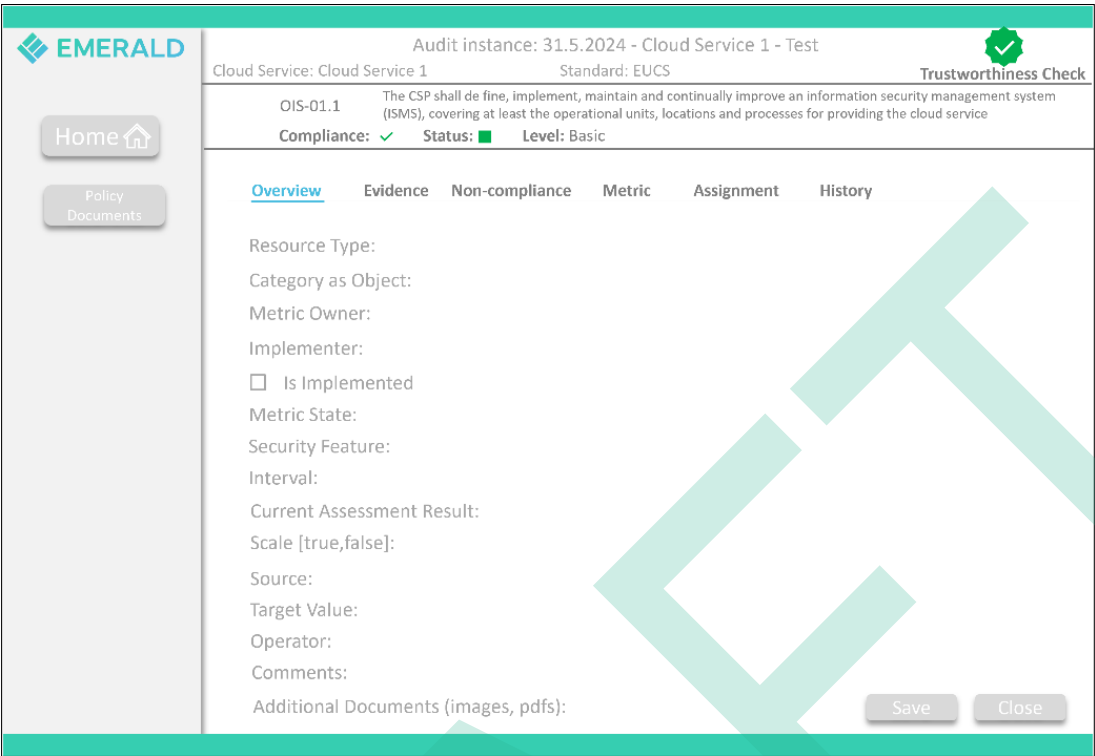 EMERALD
Audit instance: 31.5.2024 - Cloud Service 1 - Test
Cloud Service: Cloud Service 1
Standard: EUCS
Trustworthiness Check
Home
Policy
Documents
OIS-01.1
The CSP shall de fine, implement, maintain and continually improve an information security management system
(ISMS), covering at least the operational units, locations and processes for providing the cloud service
Compliance: ✓ Status: Level: Basic
Overview Evidence Non-compliance Metric Assignment History
Resource Type:
Category as Object:
Metric Owner:
Implementer:
Is Implemented
Metric State:
Security Feature:
Interval:
Current Assessment Result:
Scale [true,false]:
Source:
Target Value:
Operator:
Comments:
Additional Documents (images, pdfs):
Save Close